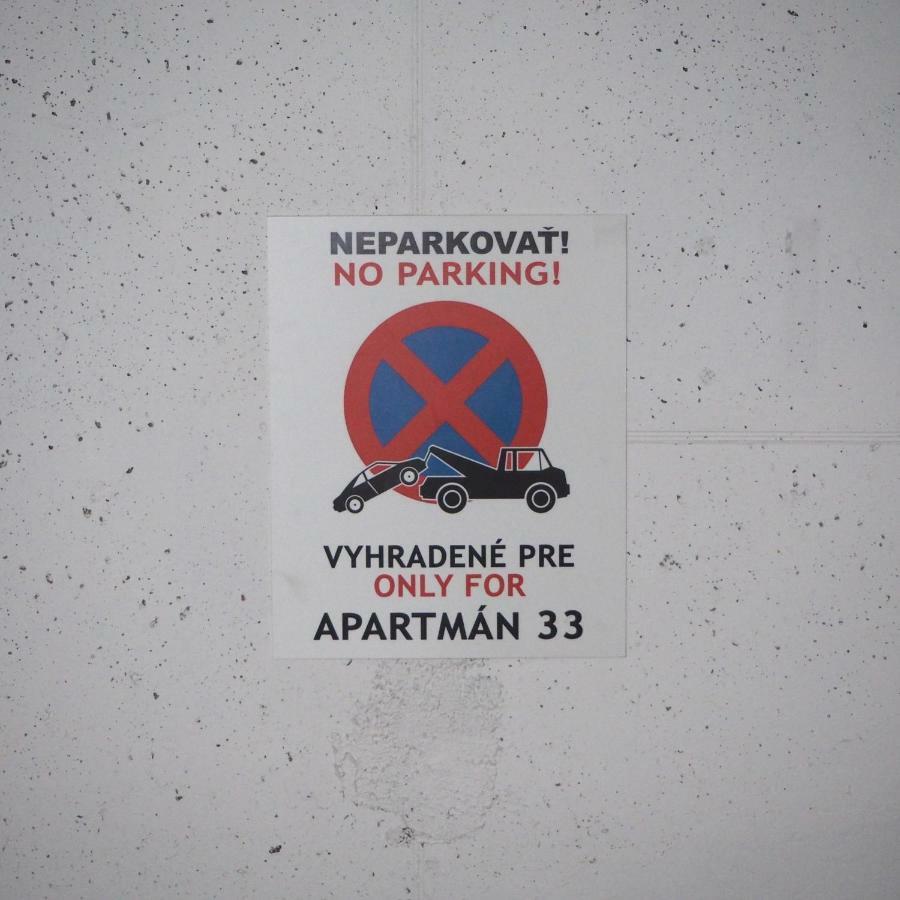 NEPARKOVAŤ!
NO PARKING!
VYHRADENÉ PRE
ONLY FOR
APARTMÁN 33